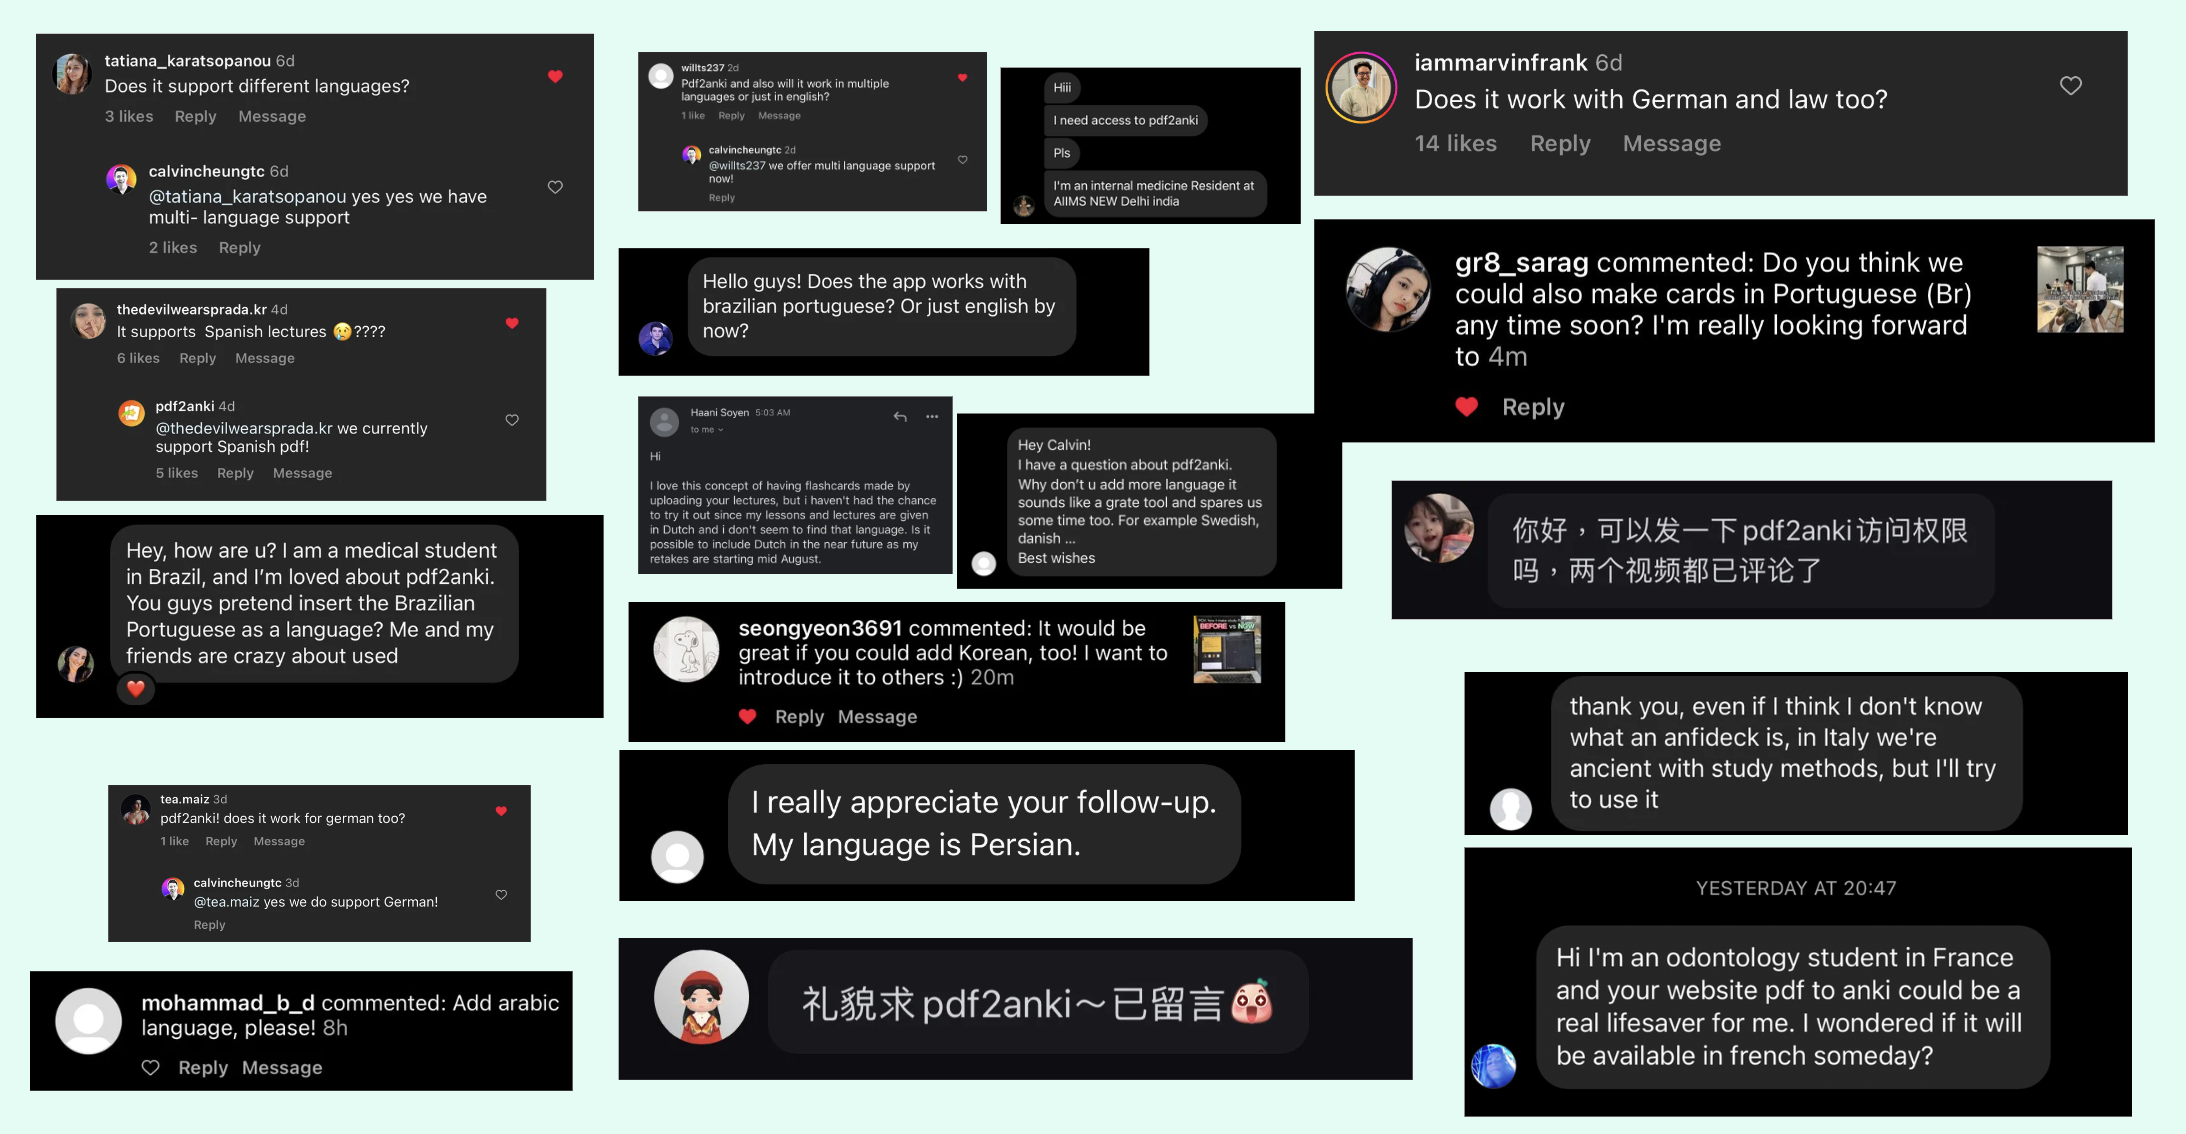 tatiana_karatsopanou 6d
Does it support different languages?
3 likes Reply Message
calvincheungtc 6d
@tatiana_karatsopanou yes yes we have
multi- language support
2 likes Reply
thedevilwearsprada.kr 4d
It supports Spanish lectures 😢????
6 likes Reply Message
pdf2anki 4d
@thedevilwearsprada.kr we currently
support Spanish pdf!
5 likes Reply Message
Hey, how are u? I am a medical student
in Brazil, and I'm loved about pdf2anki.
You guys pretend insert the Brazilian
Portuguese as a language? Me and my
friends are crazy about used
tea.maiz 3d
pdf2anki! does it work for german too?
1 like Reply Message
calvincheungtc 3d
@tea.maiz yes we do support German!
Reply
mohammad_b_d commented: Add arabic
language, please! 8h
Reply Message
willts237 2d
Pdf2anki and also will it work in multiple
languages or just in english?
1 like Reply Message
calvincheungtc 2d
@willts237 we offer multi language support
now!
Reply
Hiii
I need access to pdf2anki
Pls
I'm an internal medicine Resident at
AIIMS NEW Delhi india
Hello guys! Does the app works with
brazilian portuguese? Or just english by
now?
Haani Soyen 5:03 AM
to me
Hi
I love this concept of having flashcards made by
uploading your lectures, but i haven't had the chance
to try it out since my lessons and lectures are given
in Dutch and i don't seem to find that language. Is it
possible to include Dutch in the near future as my
retakes are starting mid August.
Hey Calvin!
I have a question about pdf2anki.
Why don't u add more language it
sounds like a grate tool and spares us
some time too. For example Swedish,
danish ...
Best wishes
seongyeon3691 commented: It would be
great if you could add Korean, too! I want to
introduce it to others :) 20m
Reply Message
BEFORE vs NOW
I really appreciate your follow-up.
My language is Persian.
礼貌求pdf2anki～已留言
iammarvinfrank 6d
Does it work with German and law too?
14 likes Reply Message
gr8_sarag commented: Do you think we
could also make cards in Portuguese (Br)
any time soon? I'm really looking forward
to 4m
Reply
你好，可以发一下pdf2anki访问权限
吗，两个视频都已评论了
thank you, even if I think I don't know
what an anfideck is, in Italy we're
ancient with study methods, but I'll try
to use it
YESTERDAY AT 20:47
Hi I'm an odontology student in France
and your website pdf to anki could be a
real lifesaver for me. I wondered if it will
be available in french someday?